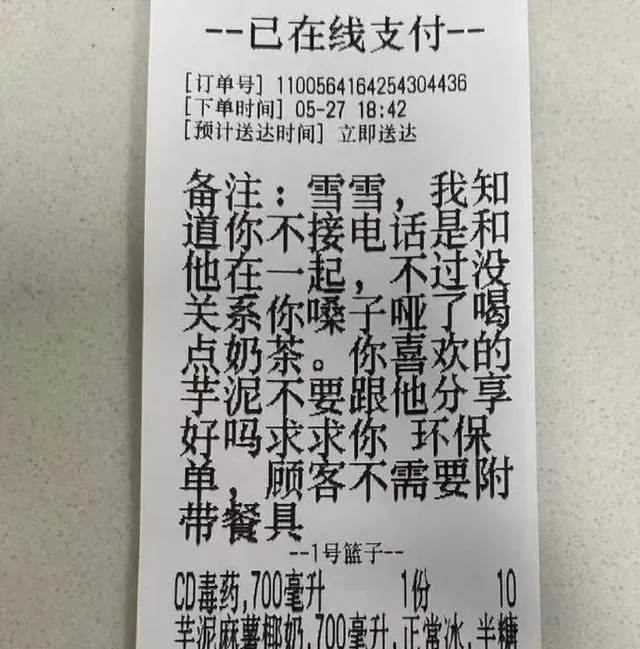 --已在线支付--
[订单号] 1100564164254304436
[下单时间] 05-27 18:42
[预计送达时间] 立即送达
备注：雪雪，我知
道你不接电话是和
他在一起，不过没
关系你嗓子哑了喝
点奶茶。你喜欢的
芋泥不要跟他分享
好吗求求你 环保
单，顾客不需要附
带餐具
--1号篮子--
CD毒药,700毫升 1份 10
芋泥麻薯椰奶,700毫升,正常冰,半糖